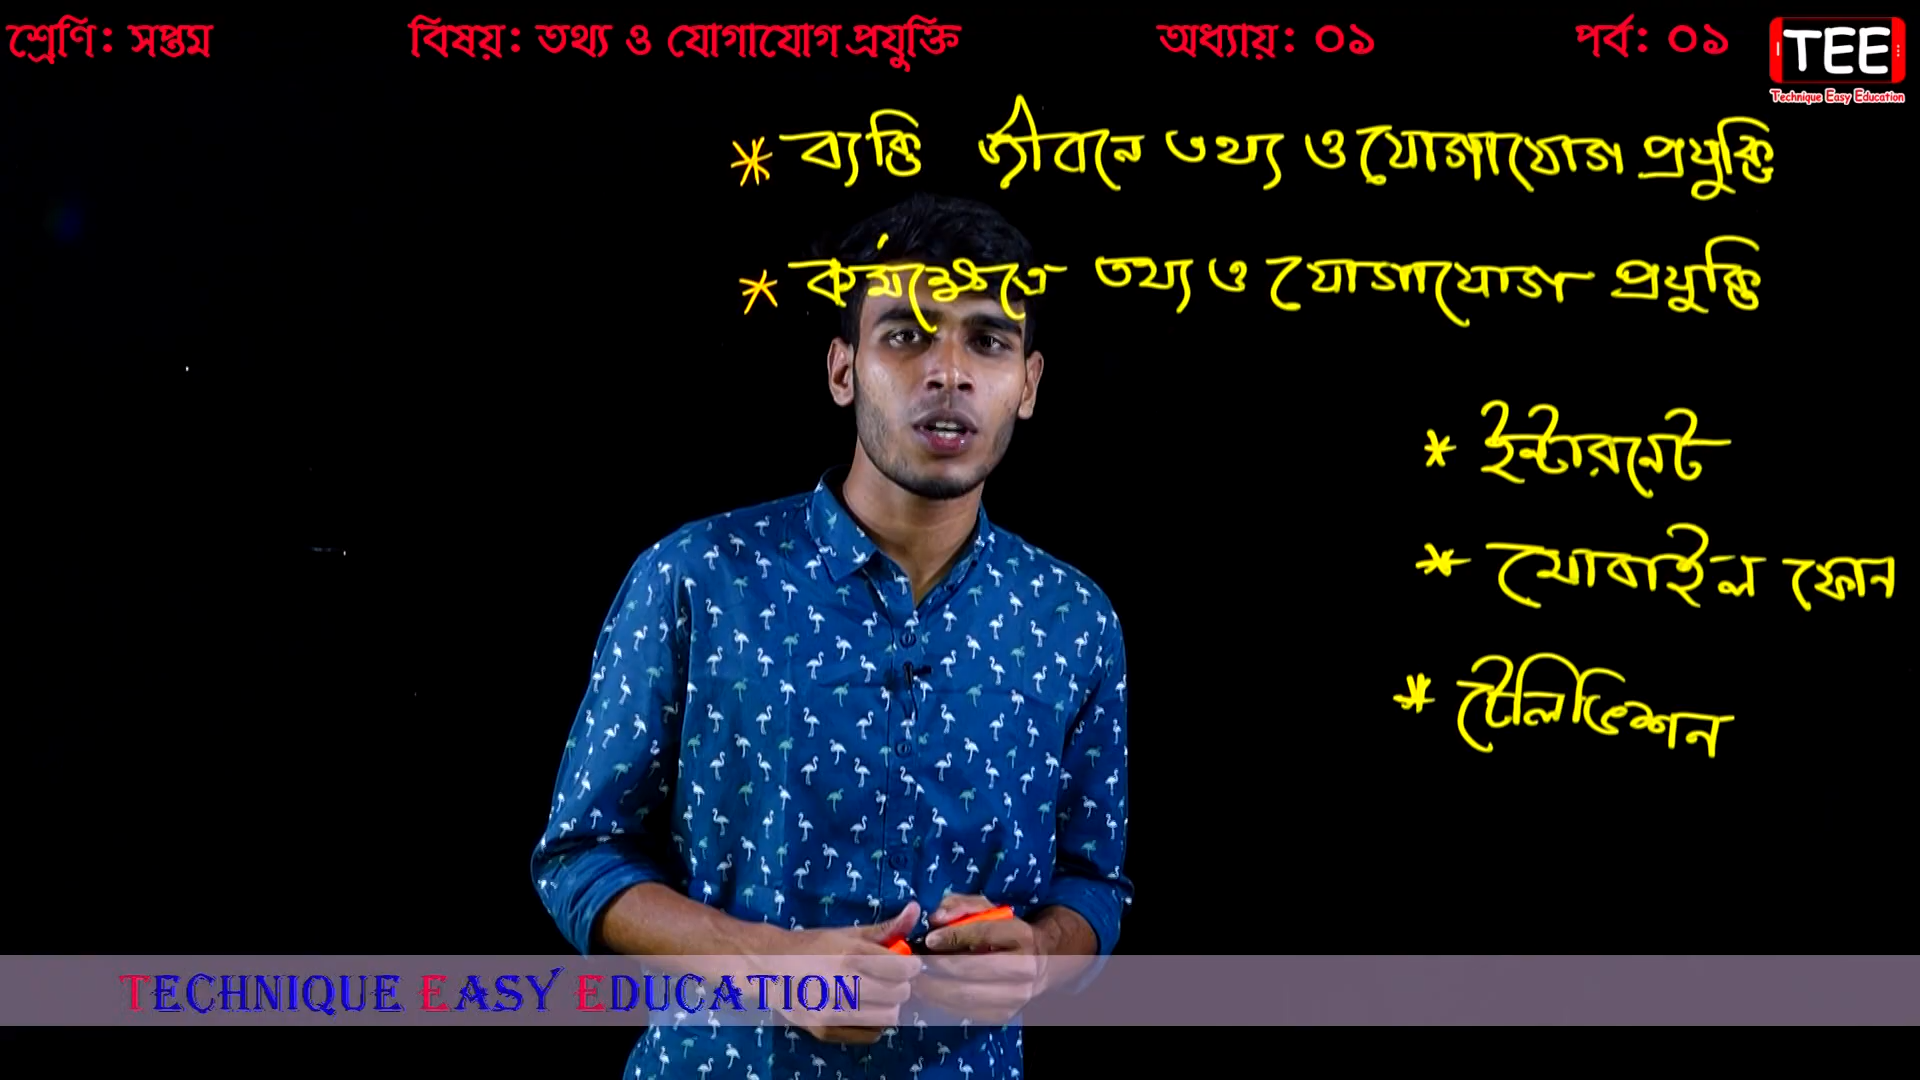 শ্রেণি: সপ্তম বিষয়: তথ্য ও যোগাযোগ প্রযুক্তি অধ্যায়: ০১ পর্ব: ০১
TEE
Technique Easy Education
* ব্যক্তি জীবনে তথ্য ও যোগাযোগ প্রযুক্তি
* কর্মক্ষেত্রে তথ্য ও যোগাযোগ প্রযুক্তি
* ইন্টারনেট
* মোবাইল ফোন
* টেলিভিশন
TECHNIQUE EASY EDUCATION